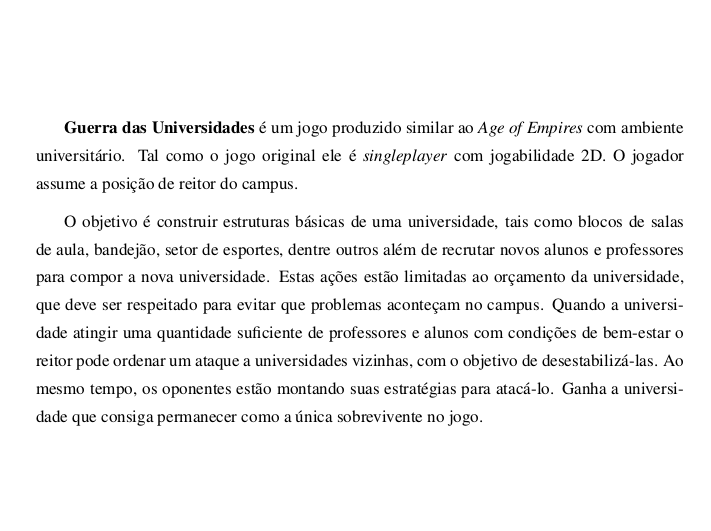 Guerra das Universidades é um jogo produzido similar ao Age of Empires com ambiente
universitário. Tal como o jogo original ele é singleplayer com jogabilidade 2D. O jogador
assume a posição de reitor do campus.
O objetivo é construir estruturas básicas de uma universidade, tais como blocos de salas
de aula, bandejão, setor de esportes, dentre outros além de recrutar novos alunos e professores
para compor a nova universidade. Estas ações estão limitadas ao orçamento da universidade,
que deve ser respeitado para evitar que problemas aconteçam no campus. Quando a universi-
dade atingir uma quantidade suficiente de professores e alunos com condições de bem-estar o
reitor pode ordenar um ataque a universidades vizinhas, com o objetivo de desestabilizá-las. Ao
mesmo tempo, os oponentes estão montando suas estratégias para atacá-lo. Ganha a universi-
dade que consiga permanecer como a única sobrevivente no jogo.